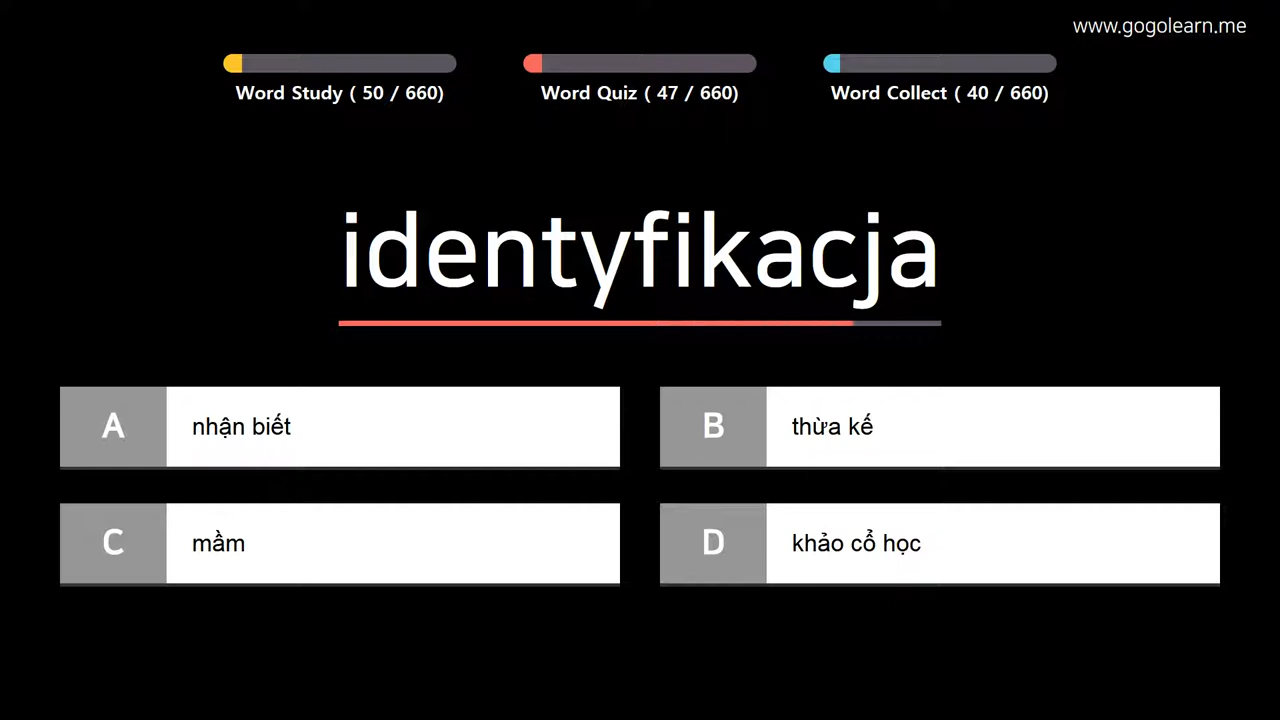 www.gogolearn.me
Word Study ( 50 / 660)
Word Quiz ( 47 / 660)
Word Collect ( 40 / 660)
identyfikacja
A nhận biết
B thừa kế
C mầm
D khảo cổ học